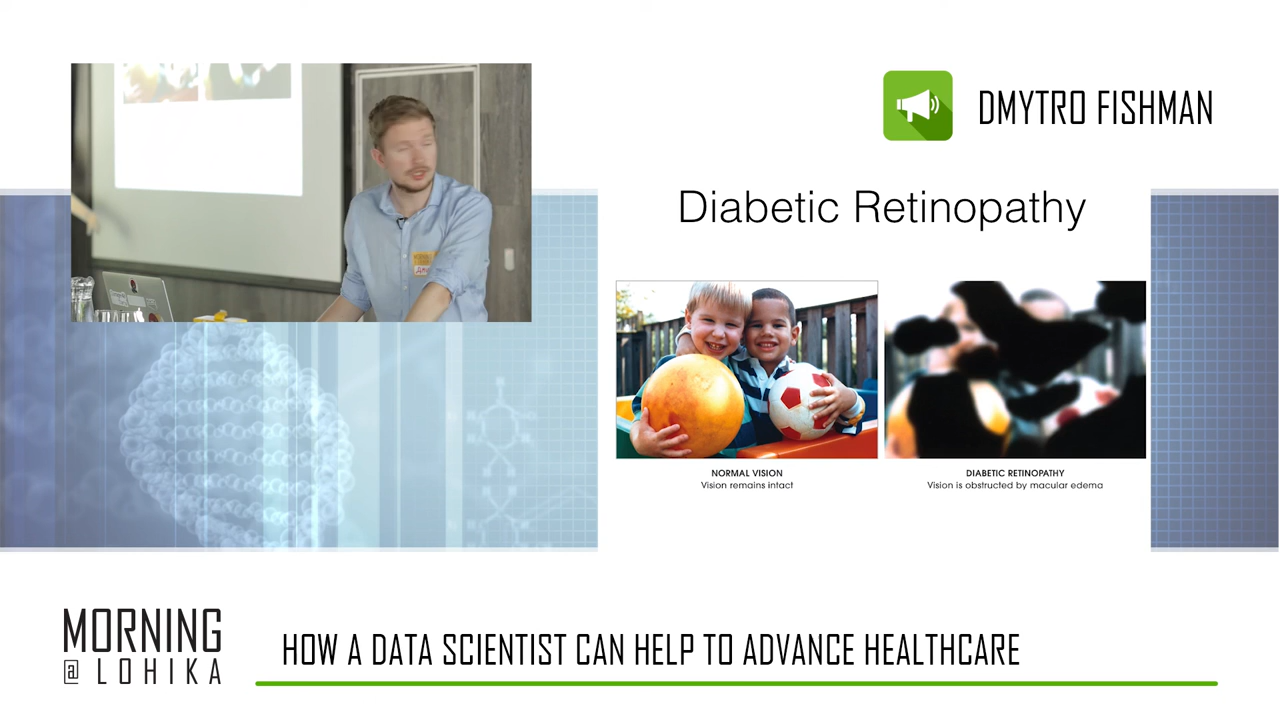 DMYTRO FISHMAN
Diabetic Retinopathy
NORMAL VISION
Vision remains intact
DIABETIC RETINOPATHY
Vision is obstructed by macular edema
MORNING
@ LOHIKA
HOW A DATA SCIENTIST CAN HELP TO ADVANCE HEALTHCARE